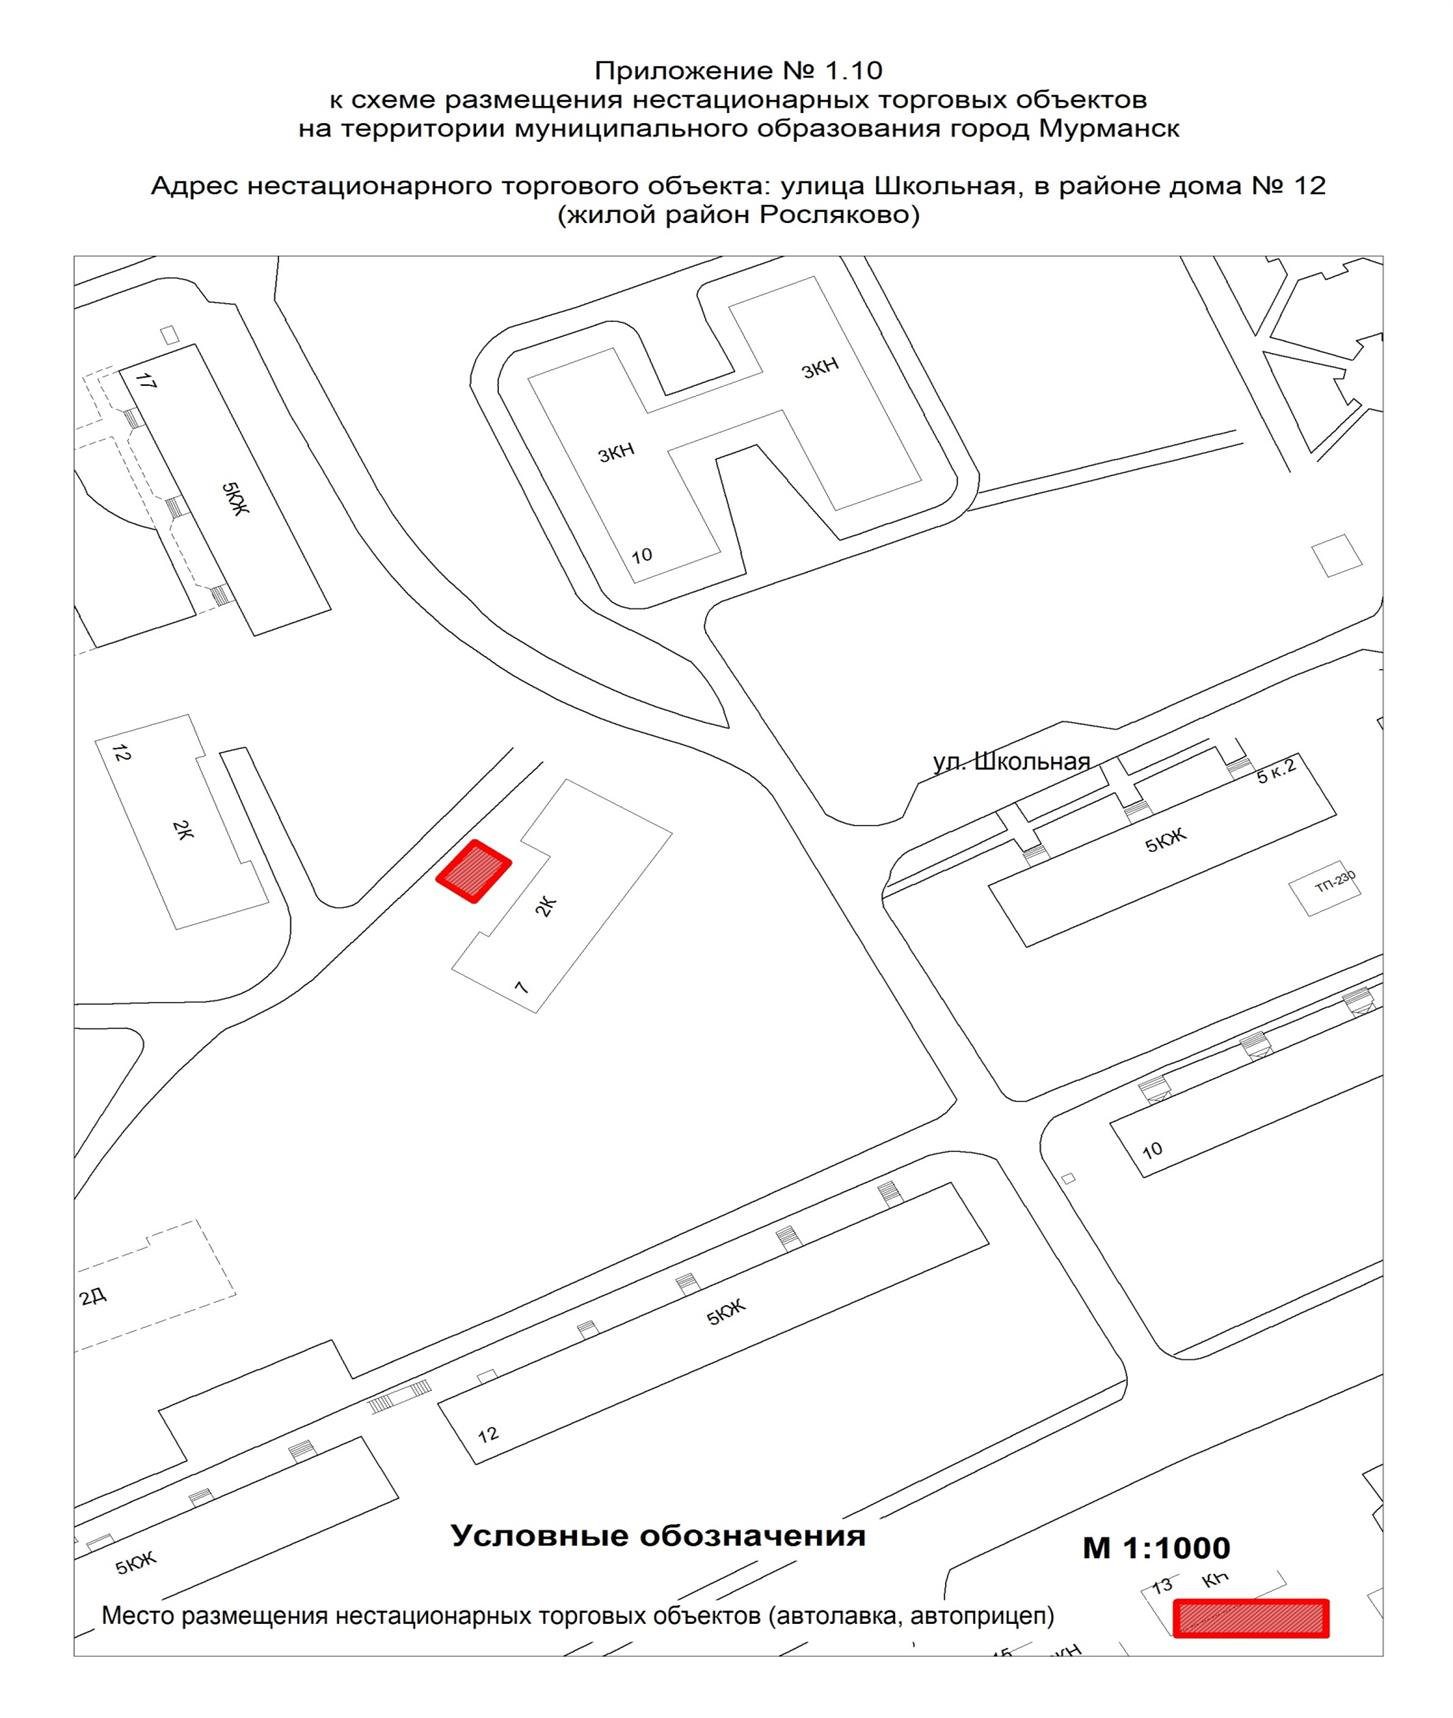 Приложение № 1.10
к схеме размещения нестационарных торговых объектов
на территории муниципального образования город Мурманск
Адрес нестационарного торгового объекта: улица Школьная, в районе дома № 12
(жилой район Росляково)
17
5КЖ
3КН
3КН
10
12
2К
ул. Школьная
5 к.2
5КЖ
ТП-230
2К
7
10
2Д
5КЖ
12
5КЖ
Условные обозначения
М 1:1000
13 КН
Место размещения нестационарных торговых объектов (автолавка, автоприцеп)